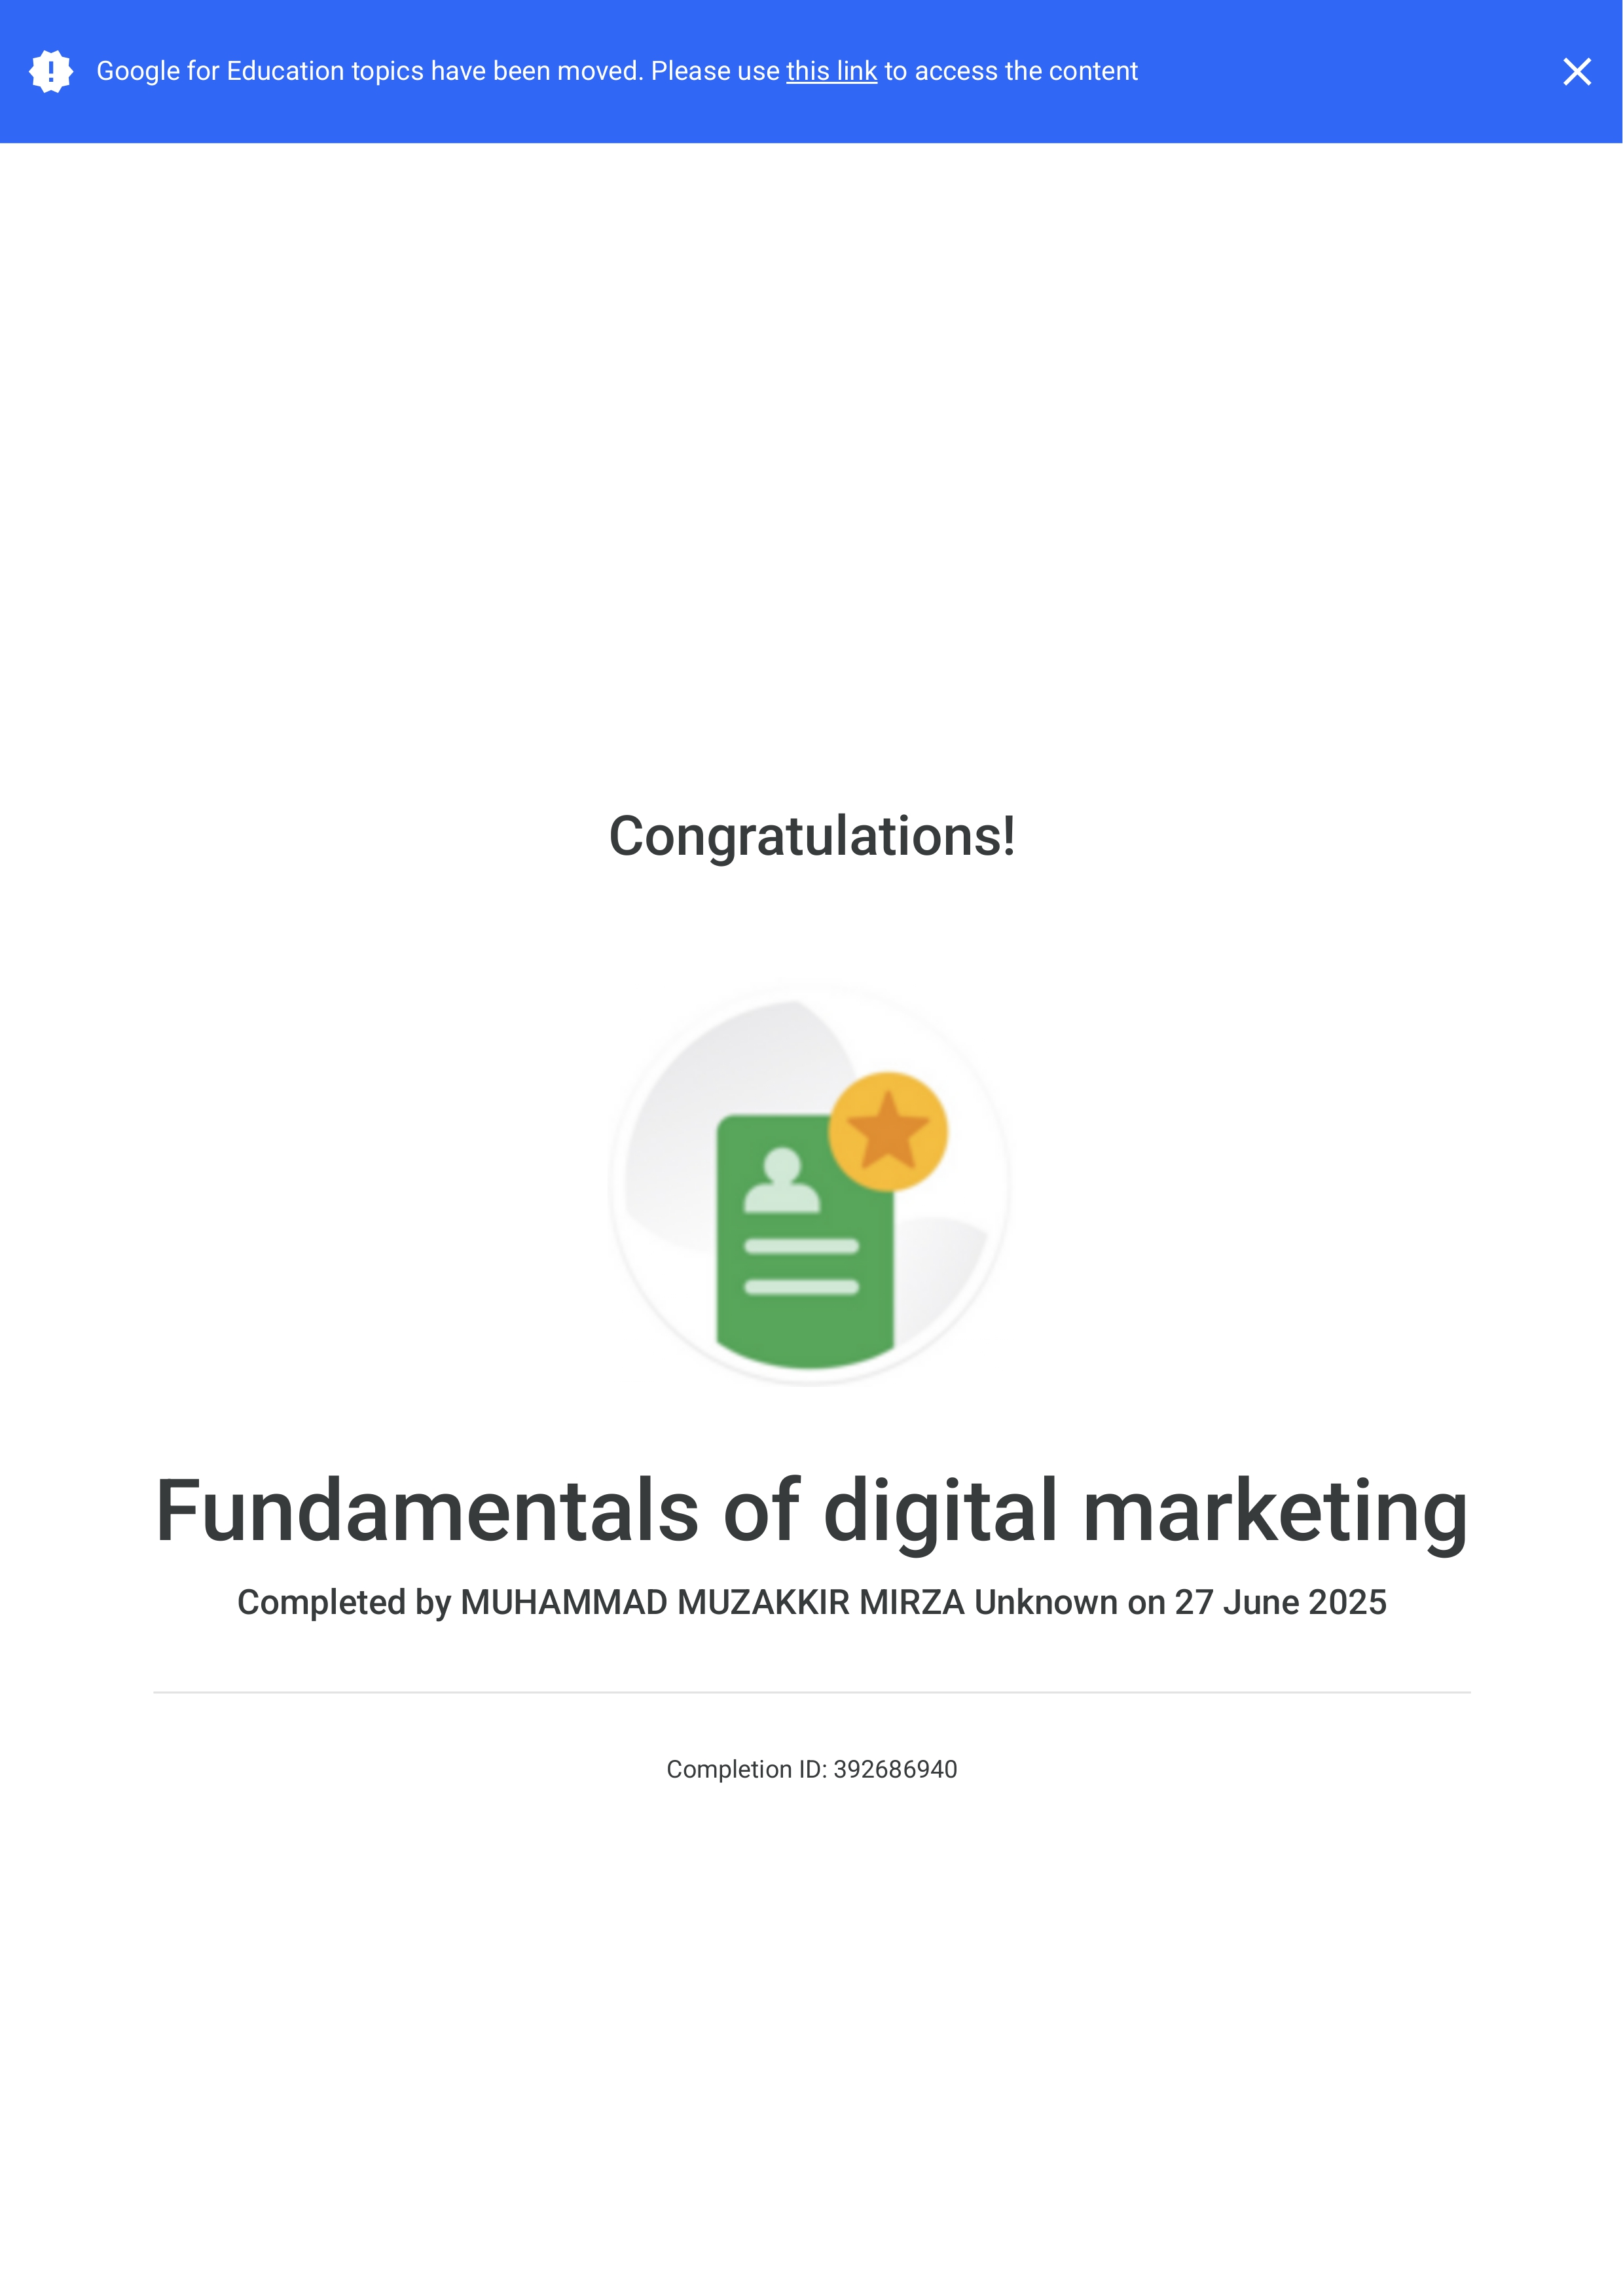 Google for Education topics have been moved. Please use this link to access the content
Congratulations!
Fundamentals of digital marketing
Completed by MUHAMMAD MUZAKKIR MIRZA Unknown on 27 June 2025
Completion ID: 392686940